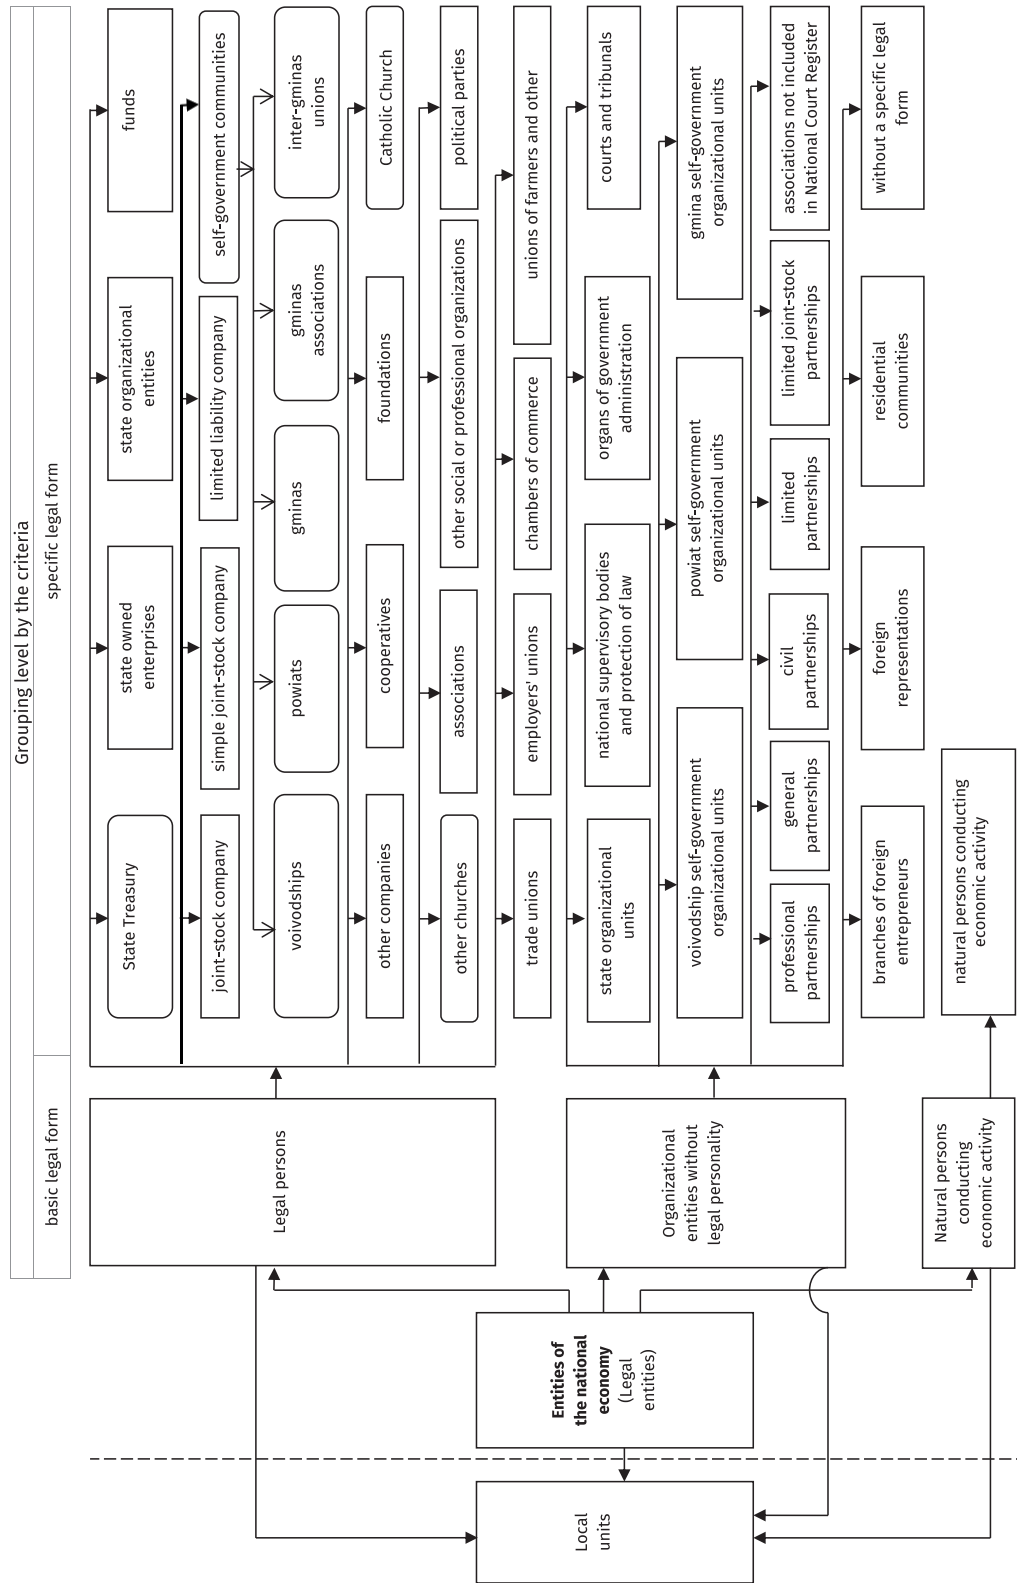 Grouping level by the criteria
basic legal form
specific legal form
Local
units
Entities of
the national
economy
(Legal
entities)
Legal persons
State Treasury
state owned
enterprises
state organizational
entities
funds
joint-stock company
simple joint-stock company
limited liability company
self-government communities
voivodships
powiats
gminas
gminas
associations
inter-gminas
unions
other companies
cooperatives
foundations
Catholic Church
other churches
associations
other social or professional organizations
political parties
trade unions
employers' unions
chambers of commerce
unions of farmers and other
Organizational
entities without
legal personality
state organizational
units
national supervisory bodies
and protection of law
organs of government
administration
courts and tribunals
voivodship self-government
organizational units
powiat self-government
organizational units
gmina self-government
organizational units
professional
partnerships
general
partnerships
civil
partnerships
limited
partnerships
limited joint-stock
partnerships
associations not included
in National Court Register
branches of foreign
entrepreneurs
foreign
representations
residential
communities
without a specific legal
form
Natural persons
conducting
economic activity
natural persons conducting
economic activity